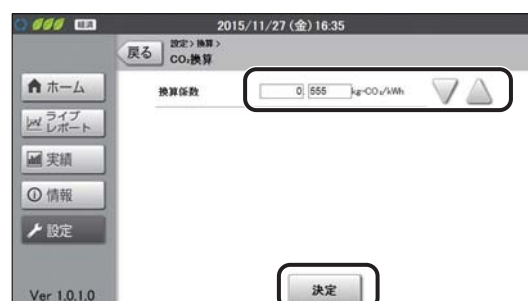 経済 2015/11/27(金)16.35
戻る 設定>換算>
CO₂換算
ホーム
換算係数 0. 555 kg-CO₂/kWh
ライブ
レポート
実績
情報
設定
決定
Ver 1.0.1.0